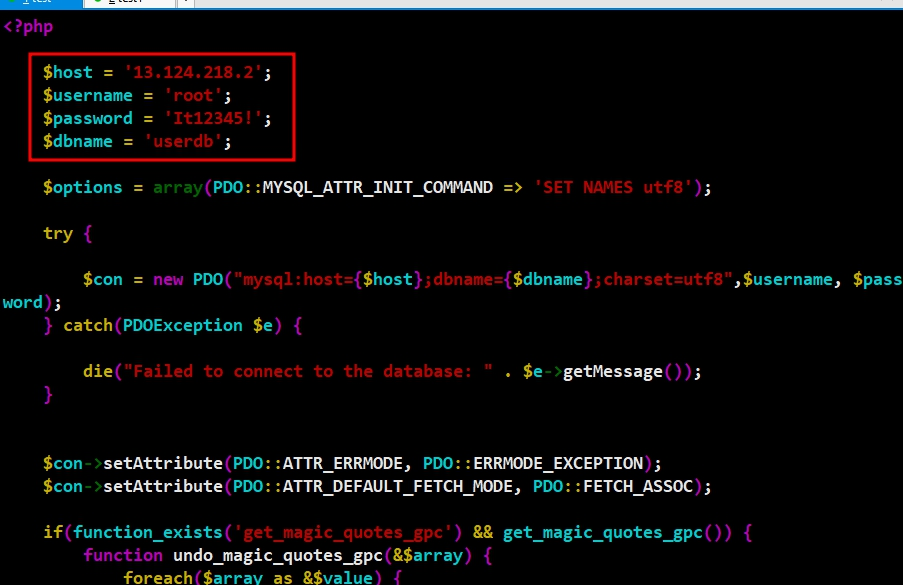 <?php
$host = '13.124.218.2';
$username = 'root';
$password = 'It12345!';
$dbname = 'userdb';
$options = array(PDO::MYSQL_ATTR_INIT_COMMAND => 'SET NAMES utf8');
try {
$con = new PDO("mysql:host={$host};dbname={$dbname};charset=utf8",$username, $pass
word);
} catch(PDOException $e) {
die("Failed to connect to the database: " . $e->getMessage());
}
$con->setAttribute(PDO::ATTR_ERRMODE, PDO::ERRMODE_EXCEPTION);
$con->setAttribute(PDO::ATTR_DEFAULT_FETCH_MODE, PDO::FETCH_ASSOC);
if(function_exists('get_magic_quotes_gpc') && get_magic_quotes_gpc()) {
function undo_magic_quotes_gpc(&$array) {
foreach($array as &$value) {